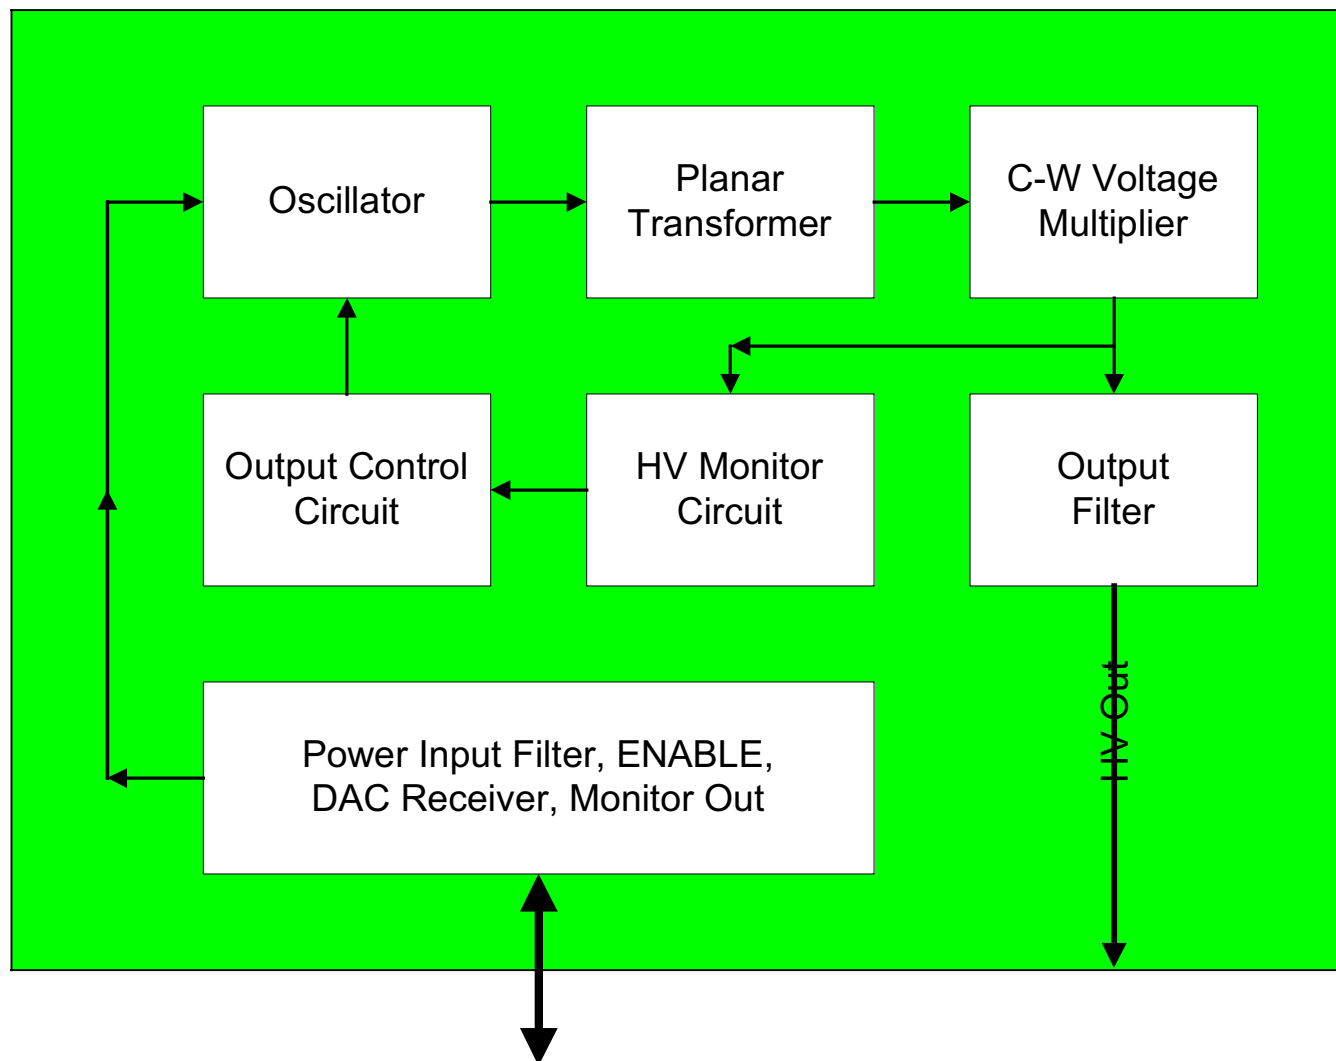 Oscillator
Planar
Transformer
C-W Voltage
Multiplier
Output Control
Circuit
HV Monitor
Circuit
Output
Filter
HV Out
Power Input Filter, ENABLE,
DAC Receiver, Monitor Out